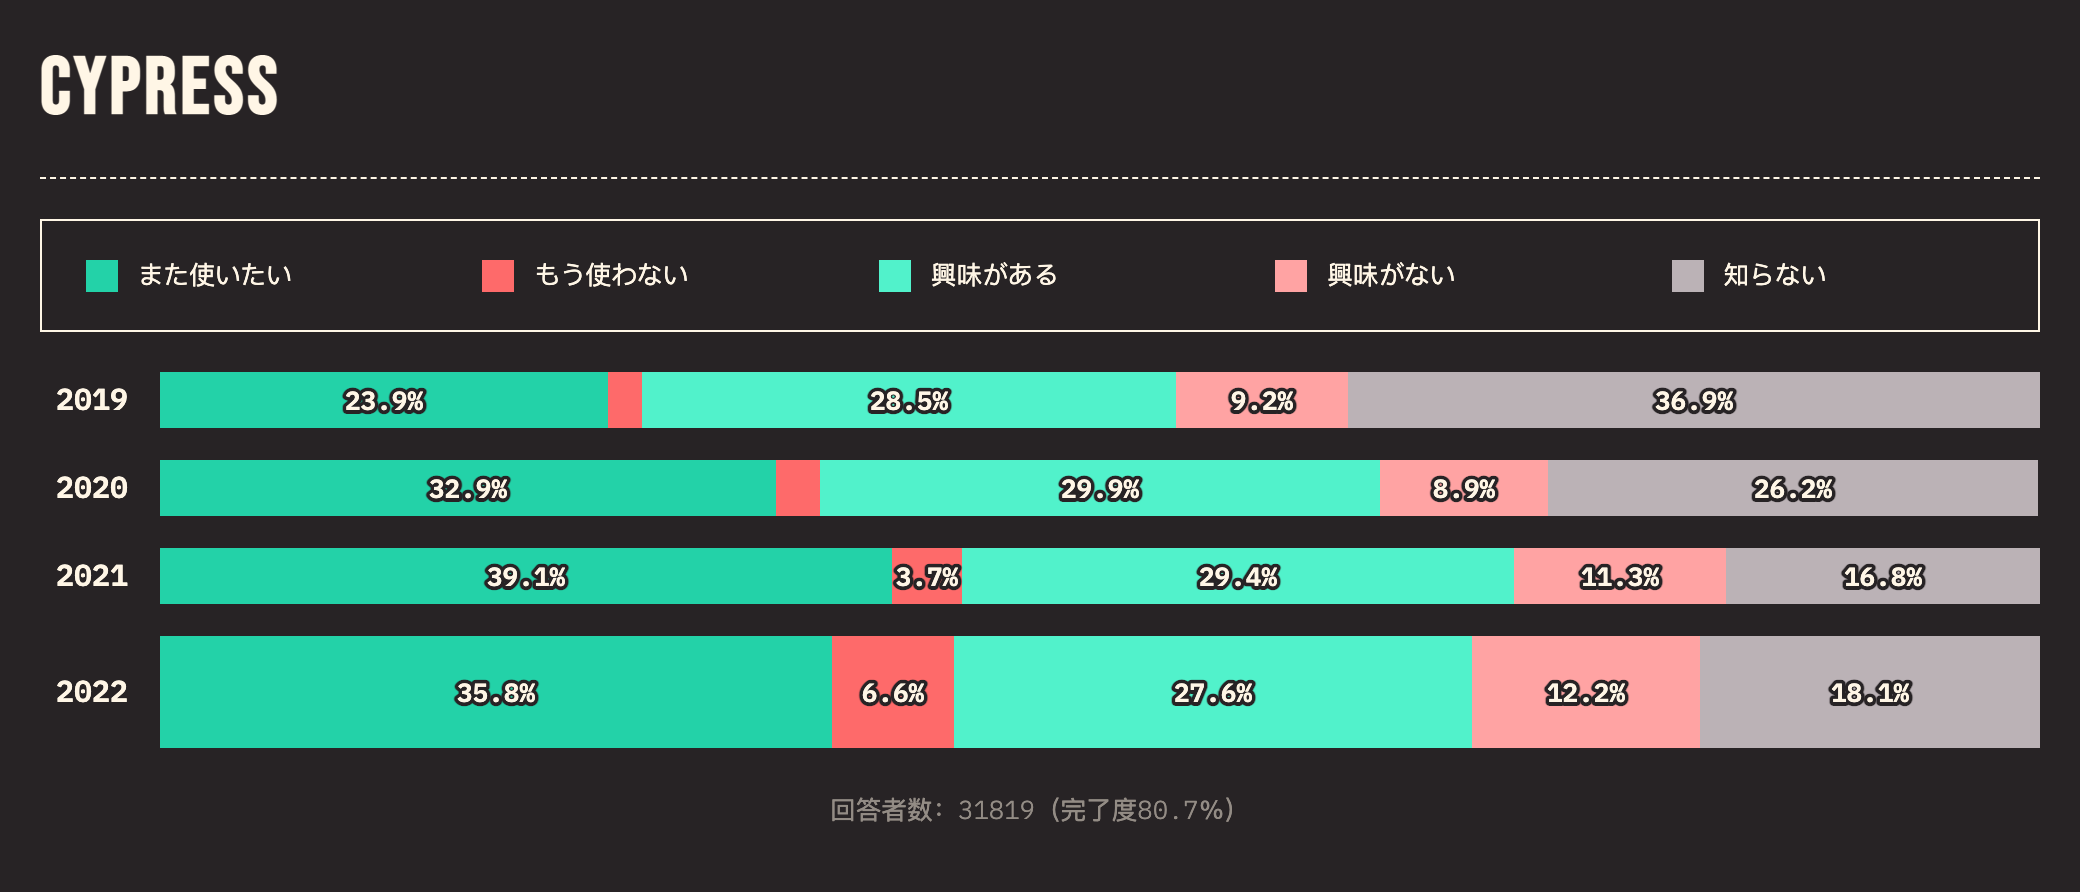 CYPRESS
また使いたい もう使わない 興味がある 興味がない 知らない
2019 23.9% 28.5% 9.2% 36.9%
2020 32.9% 29.9% 8.9% 26.2%
2021 39.1% 3.7% 29.4% 11.3% 16.8%
2022 35.8% 6.6% 27.6% 12.2% 18.1%
回答者数: 31819 (完了度80.7%)